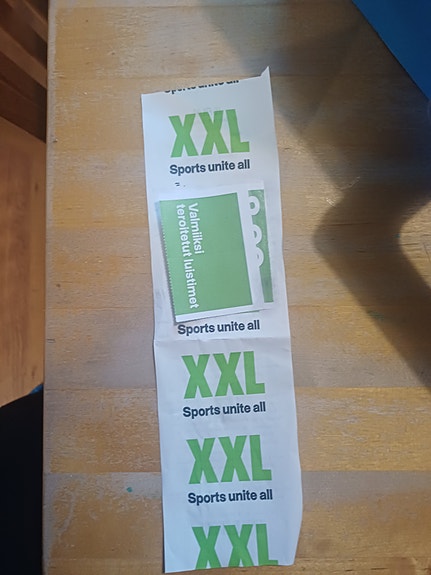 Sports unite all
XXL
Sports unite all
Valmiiksi
teroitetut luistimet
Sports unite all
XXL
Sports unite all
XXL
Sports unite all
XXL